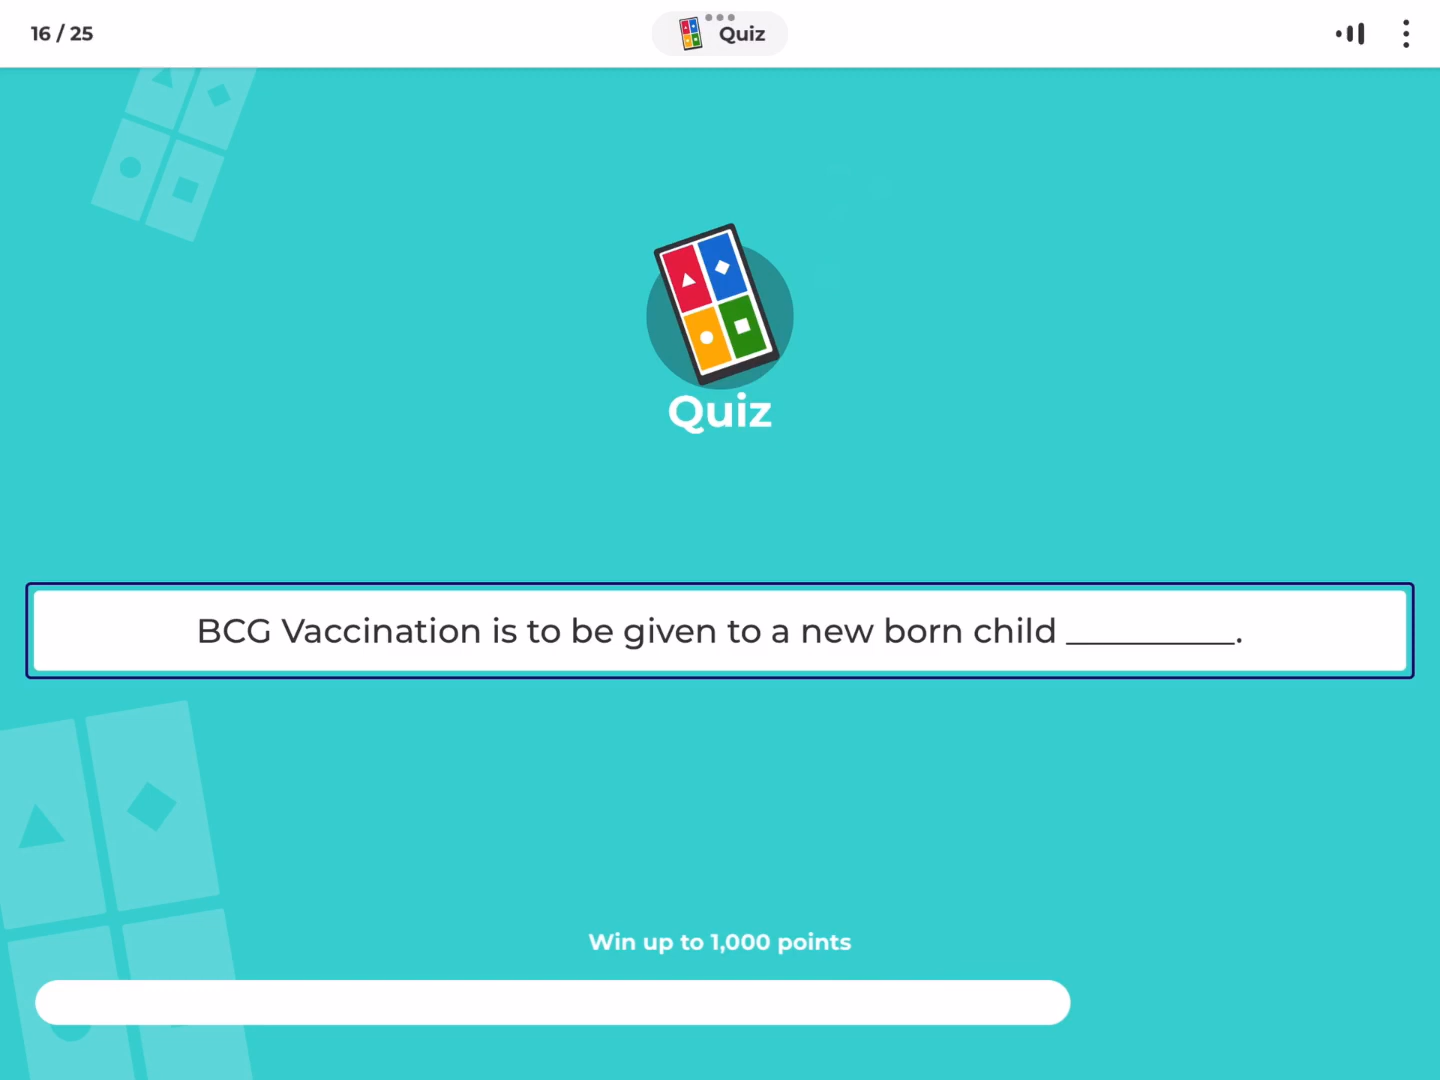 16 / 25
Quiz
Quiz
BCG Vaccination is to be given to a new born child __________.
Win up to 1,000 points